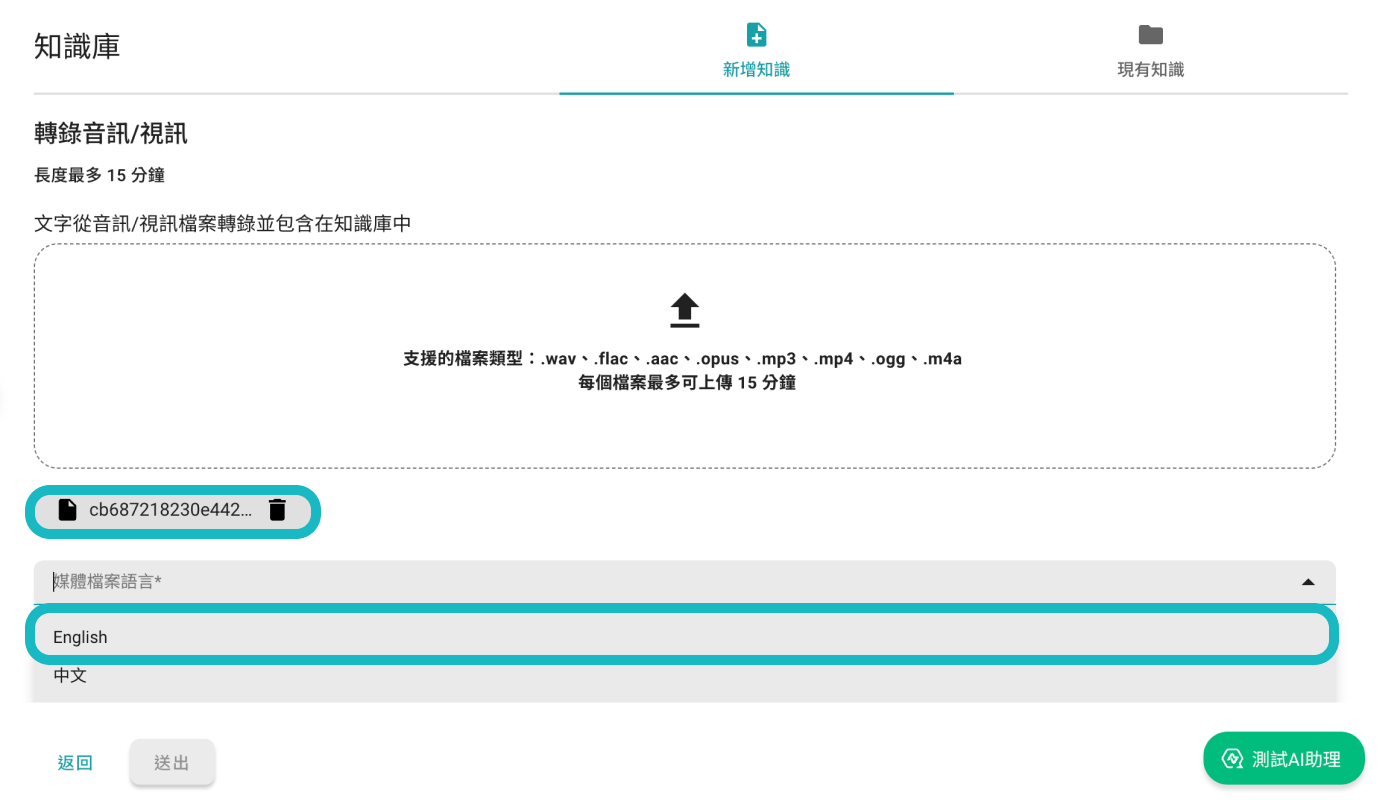 知識庫
新增知識
現有知識
轉錄音訊/視訊
長度最多 15 分鐘
文字從音訊/視訊檔案轉錄並包含在知識庫中
支援的檔案類型：.wav、.flac、.aac、.opus、.mp3、.mp4、.ogg、.m4a
每個檔案最多可上傳 15 分鐘
cb687218230e442...
媒體檔案語言*
English
中文
返回
送出
測試AI助理